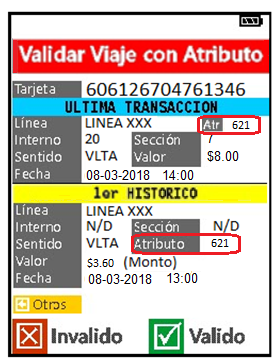 Validar Viaje con Atributo
Tarjeta 606126704761346
ULTIMA TRANSACCION
Línea LINEA XXX Atr 621
Interno 20 Sección 7
Sentido VLTA Valor $8.00
Fecha 08-03-2018 14:00
1er HISTORICO
Línea LINEA XXX
Interno N/D Sección N/D
Sentido VLTA Atributo 621
Valor $3.60 (Monto)
Fecha 08-03-2018 13:00
Otros
Invalido Valido